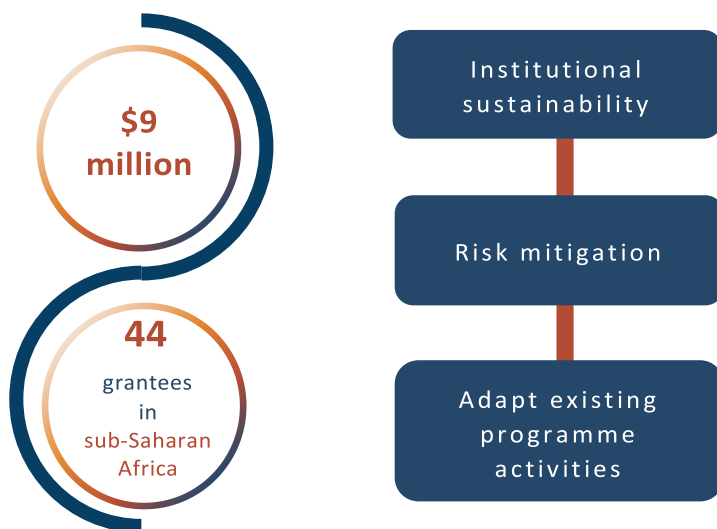 $9
million
44
grantees
in
sub-Saharan
Africa
Institutional
sustainability
Risk mitigation
Adapt existing
programme
activities